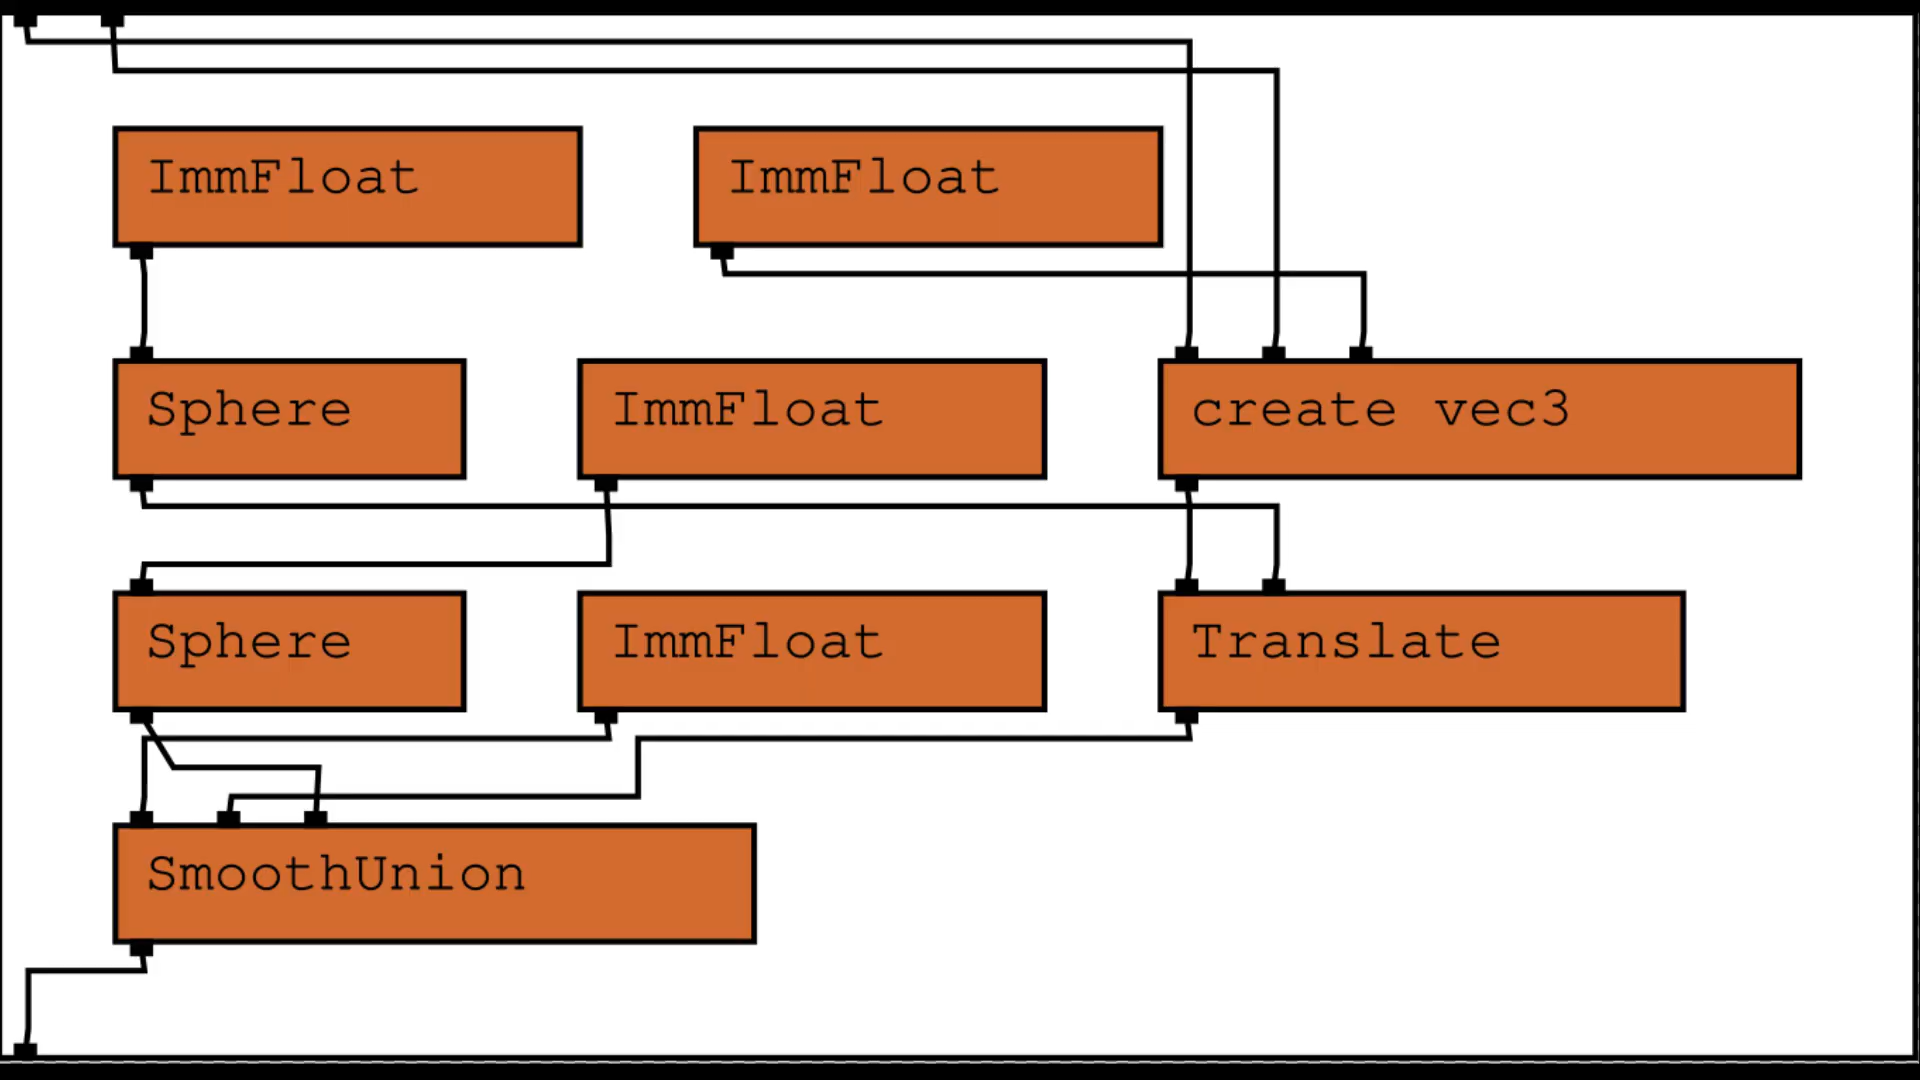 ImmFloat
ImmFloat
Sphere
ImmFloat
create vec3
Sphere
ImmFloat
Translate
SmoothUnion